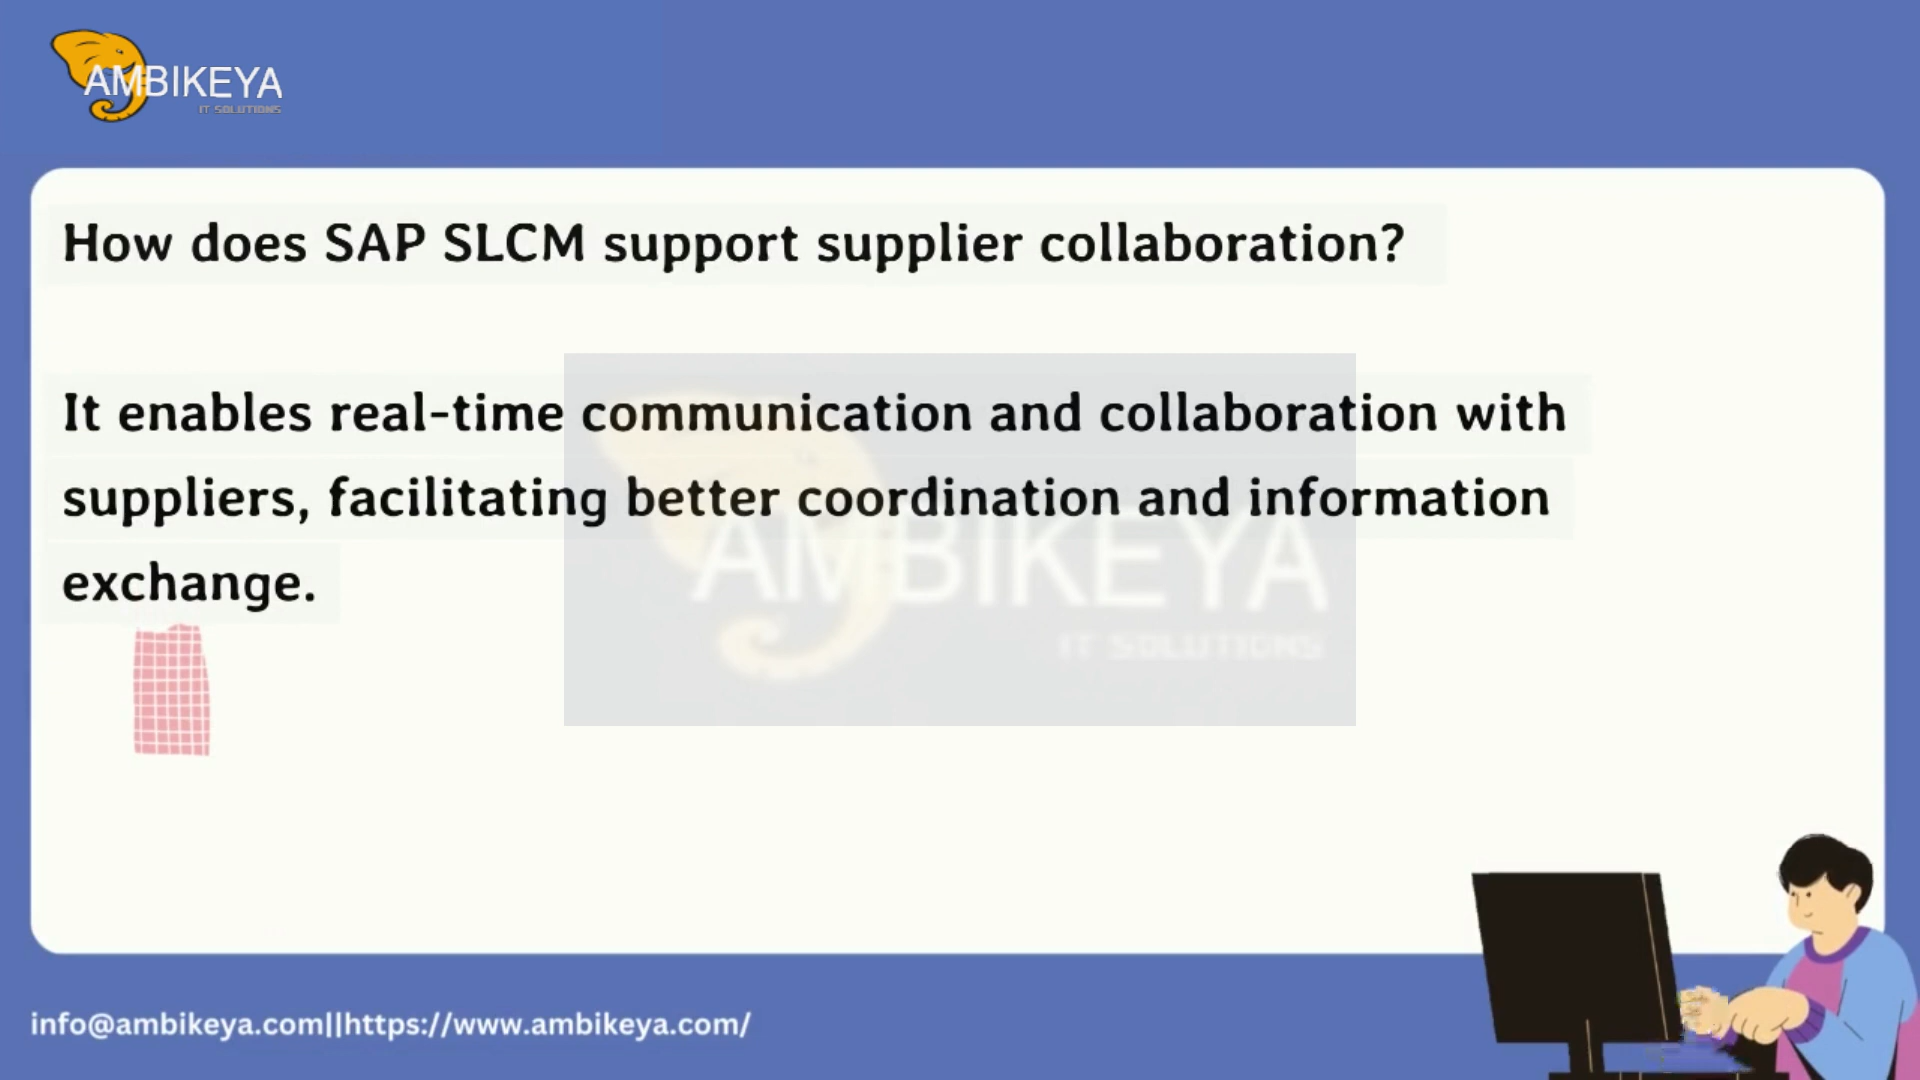 AMBIKEYA
IT SOLUTIONS
How does SAP SLCM support supplier collaboration?
It enables real-time communication and collaboration with
suppliers, facilitating better coordination and information
exchange.
AMBIKEYA
IT SOLUTIONS
info@ambikeya.com||https://www.ambikeya.com/